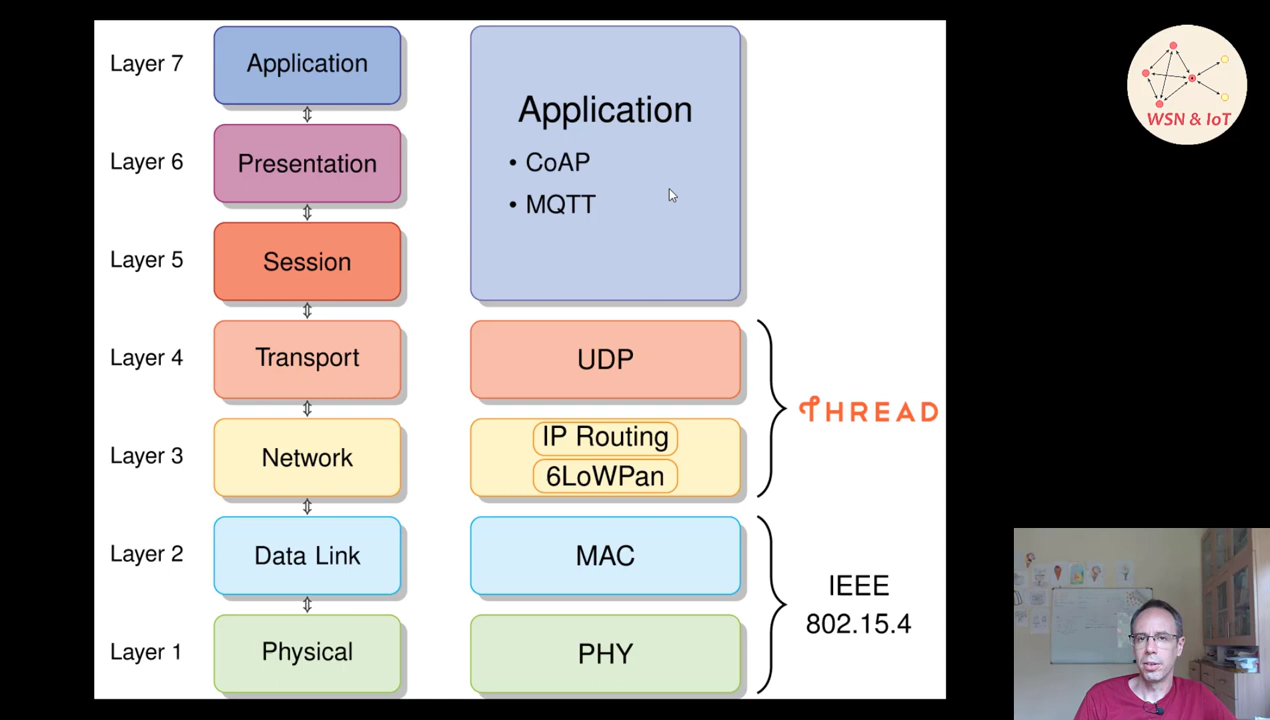 Layer 7
Application
Layer 6
Presentation
Layer 5
Session
Layer 4
Transport
Layer 3
Network
Layer 2
Data Link
Layer 1
Physical
Application
• CoAP
• MQTT
UDP
IP Routing
6LoWPan
MAC
PHY
THREAD
IEEE
802.15.4
WSN & IoT